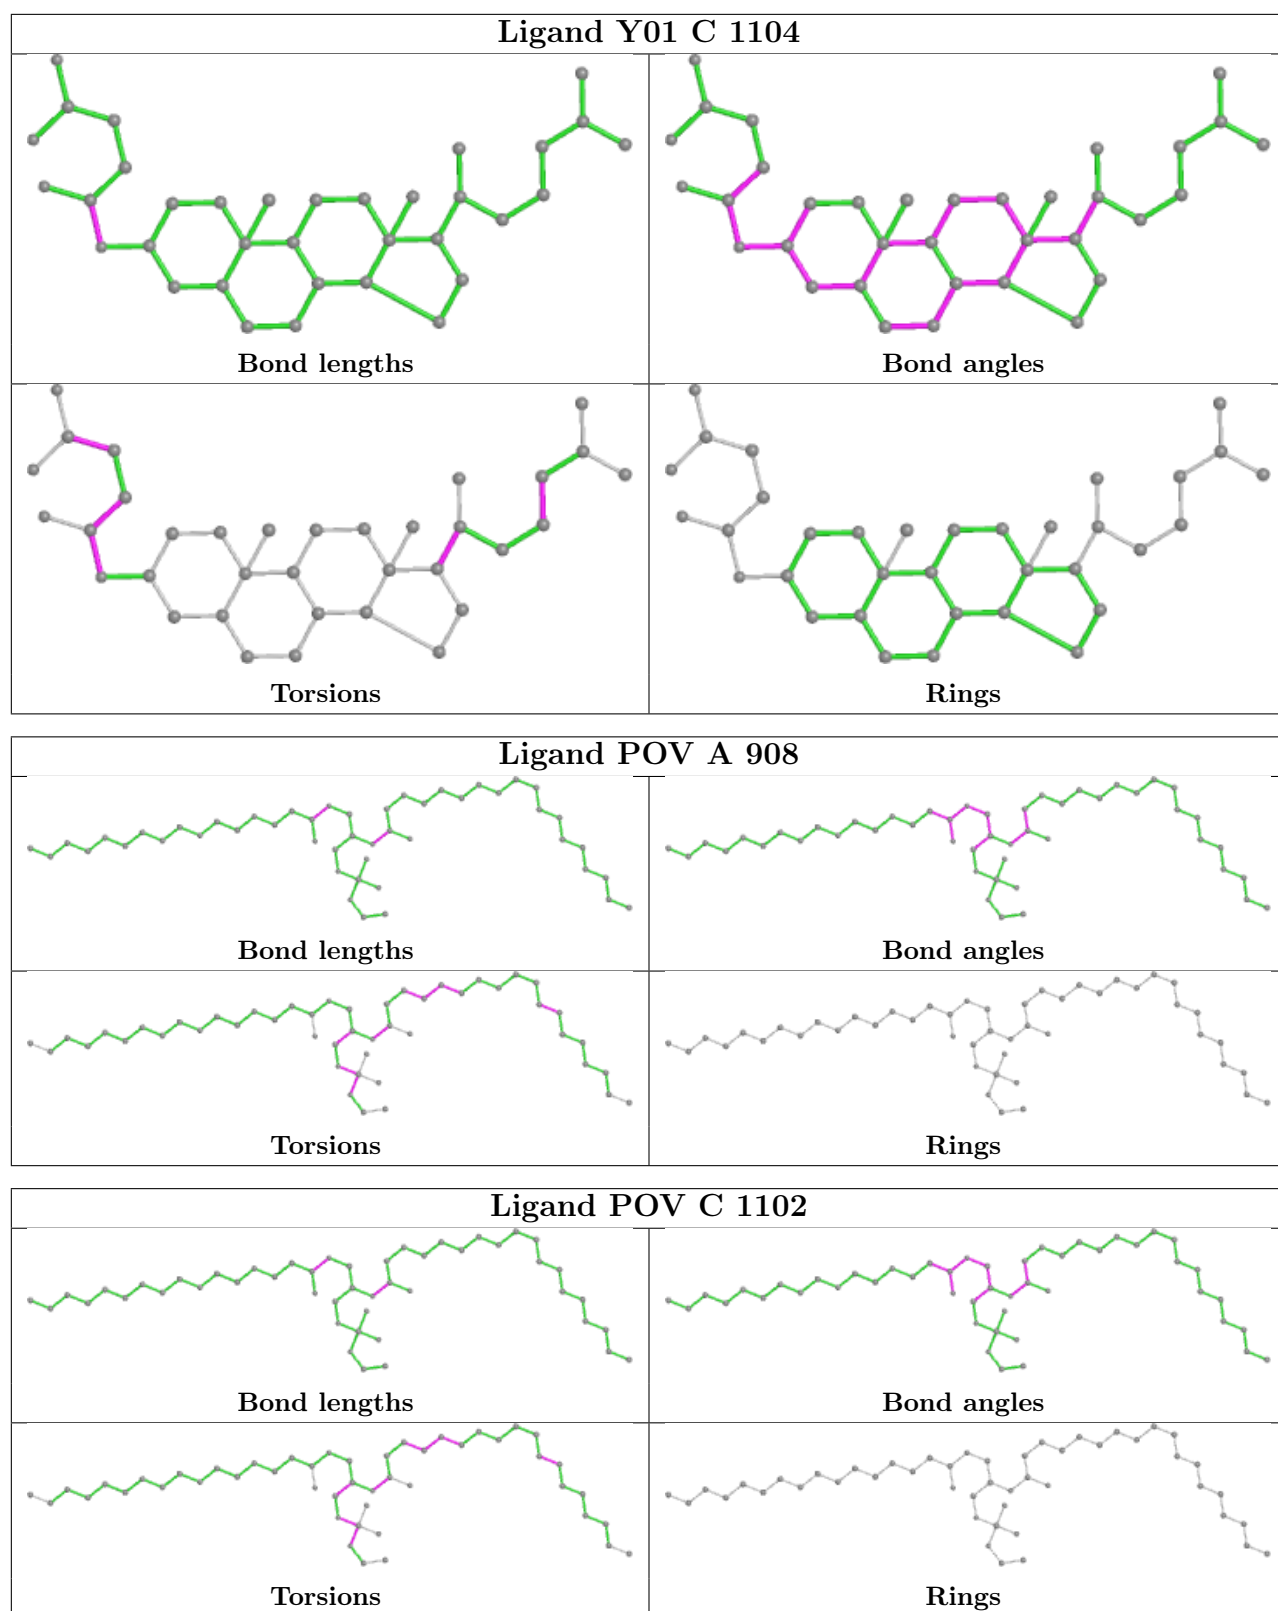 Ligand Y01 C 1104
Bond lengths
Bond angles
Torsions
Rings
Ligand POV A 908
Bond lengths
Bond angles
Torsions
Rings
Ligand POV C 1102
Bond lengths
Bond angles
Torsions
Rings